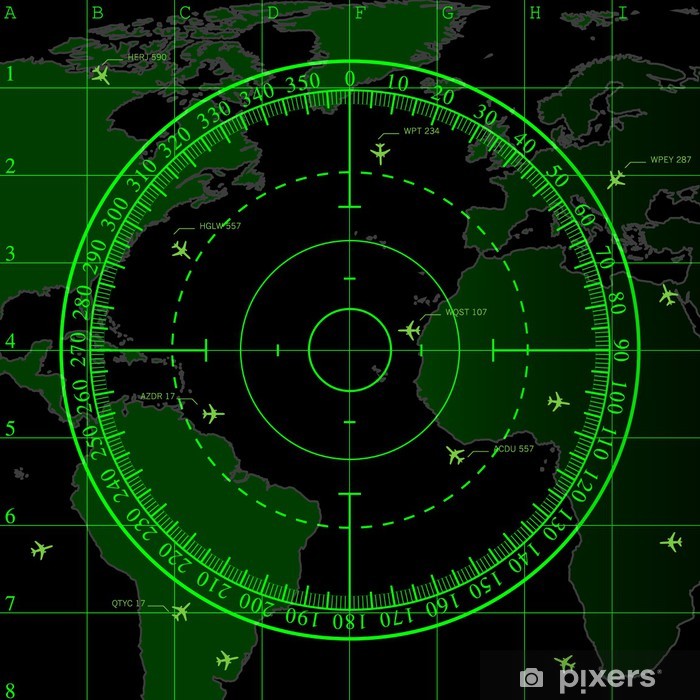 A B C D F G H I
HERJ 590
1
350 0 10
340 20
330 30
320 40
WPT 234
2
310 50
WPEY 287
300 60
HGLW 557
290 70
3
280 80
WQST 107
4
270 90
260 100
AZDR 17
5
250 110
ACDU 557
240 120
230 130
6
220 140
210 150
200 190 180 170 160
QTYC 17
7
8
pixers®